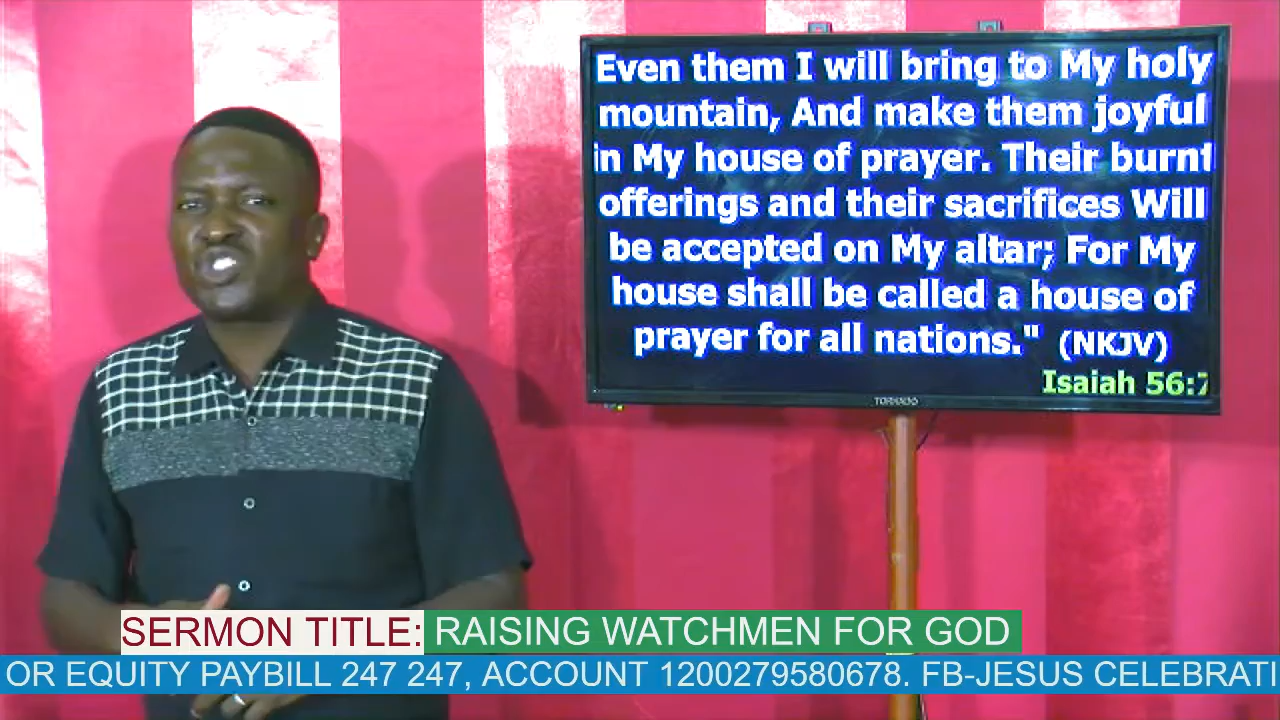 Even them I will bring to My holy
mountain, And make them joyful
in My house of prayer. Their burnt
offerings and their sacrifices Will
be accepted on My altar; For My
house shall be called a house of
prayer for all nations." (NKJV)
Isaiah 56:7
TORNADO
SERMON TITLE: RAISING WATCHMEN FOR GOD
OR EQUITY PAYBILL 247 247, ACCOUNT 1200279580678. FB-JESUS CELEBRATI